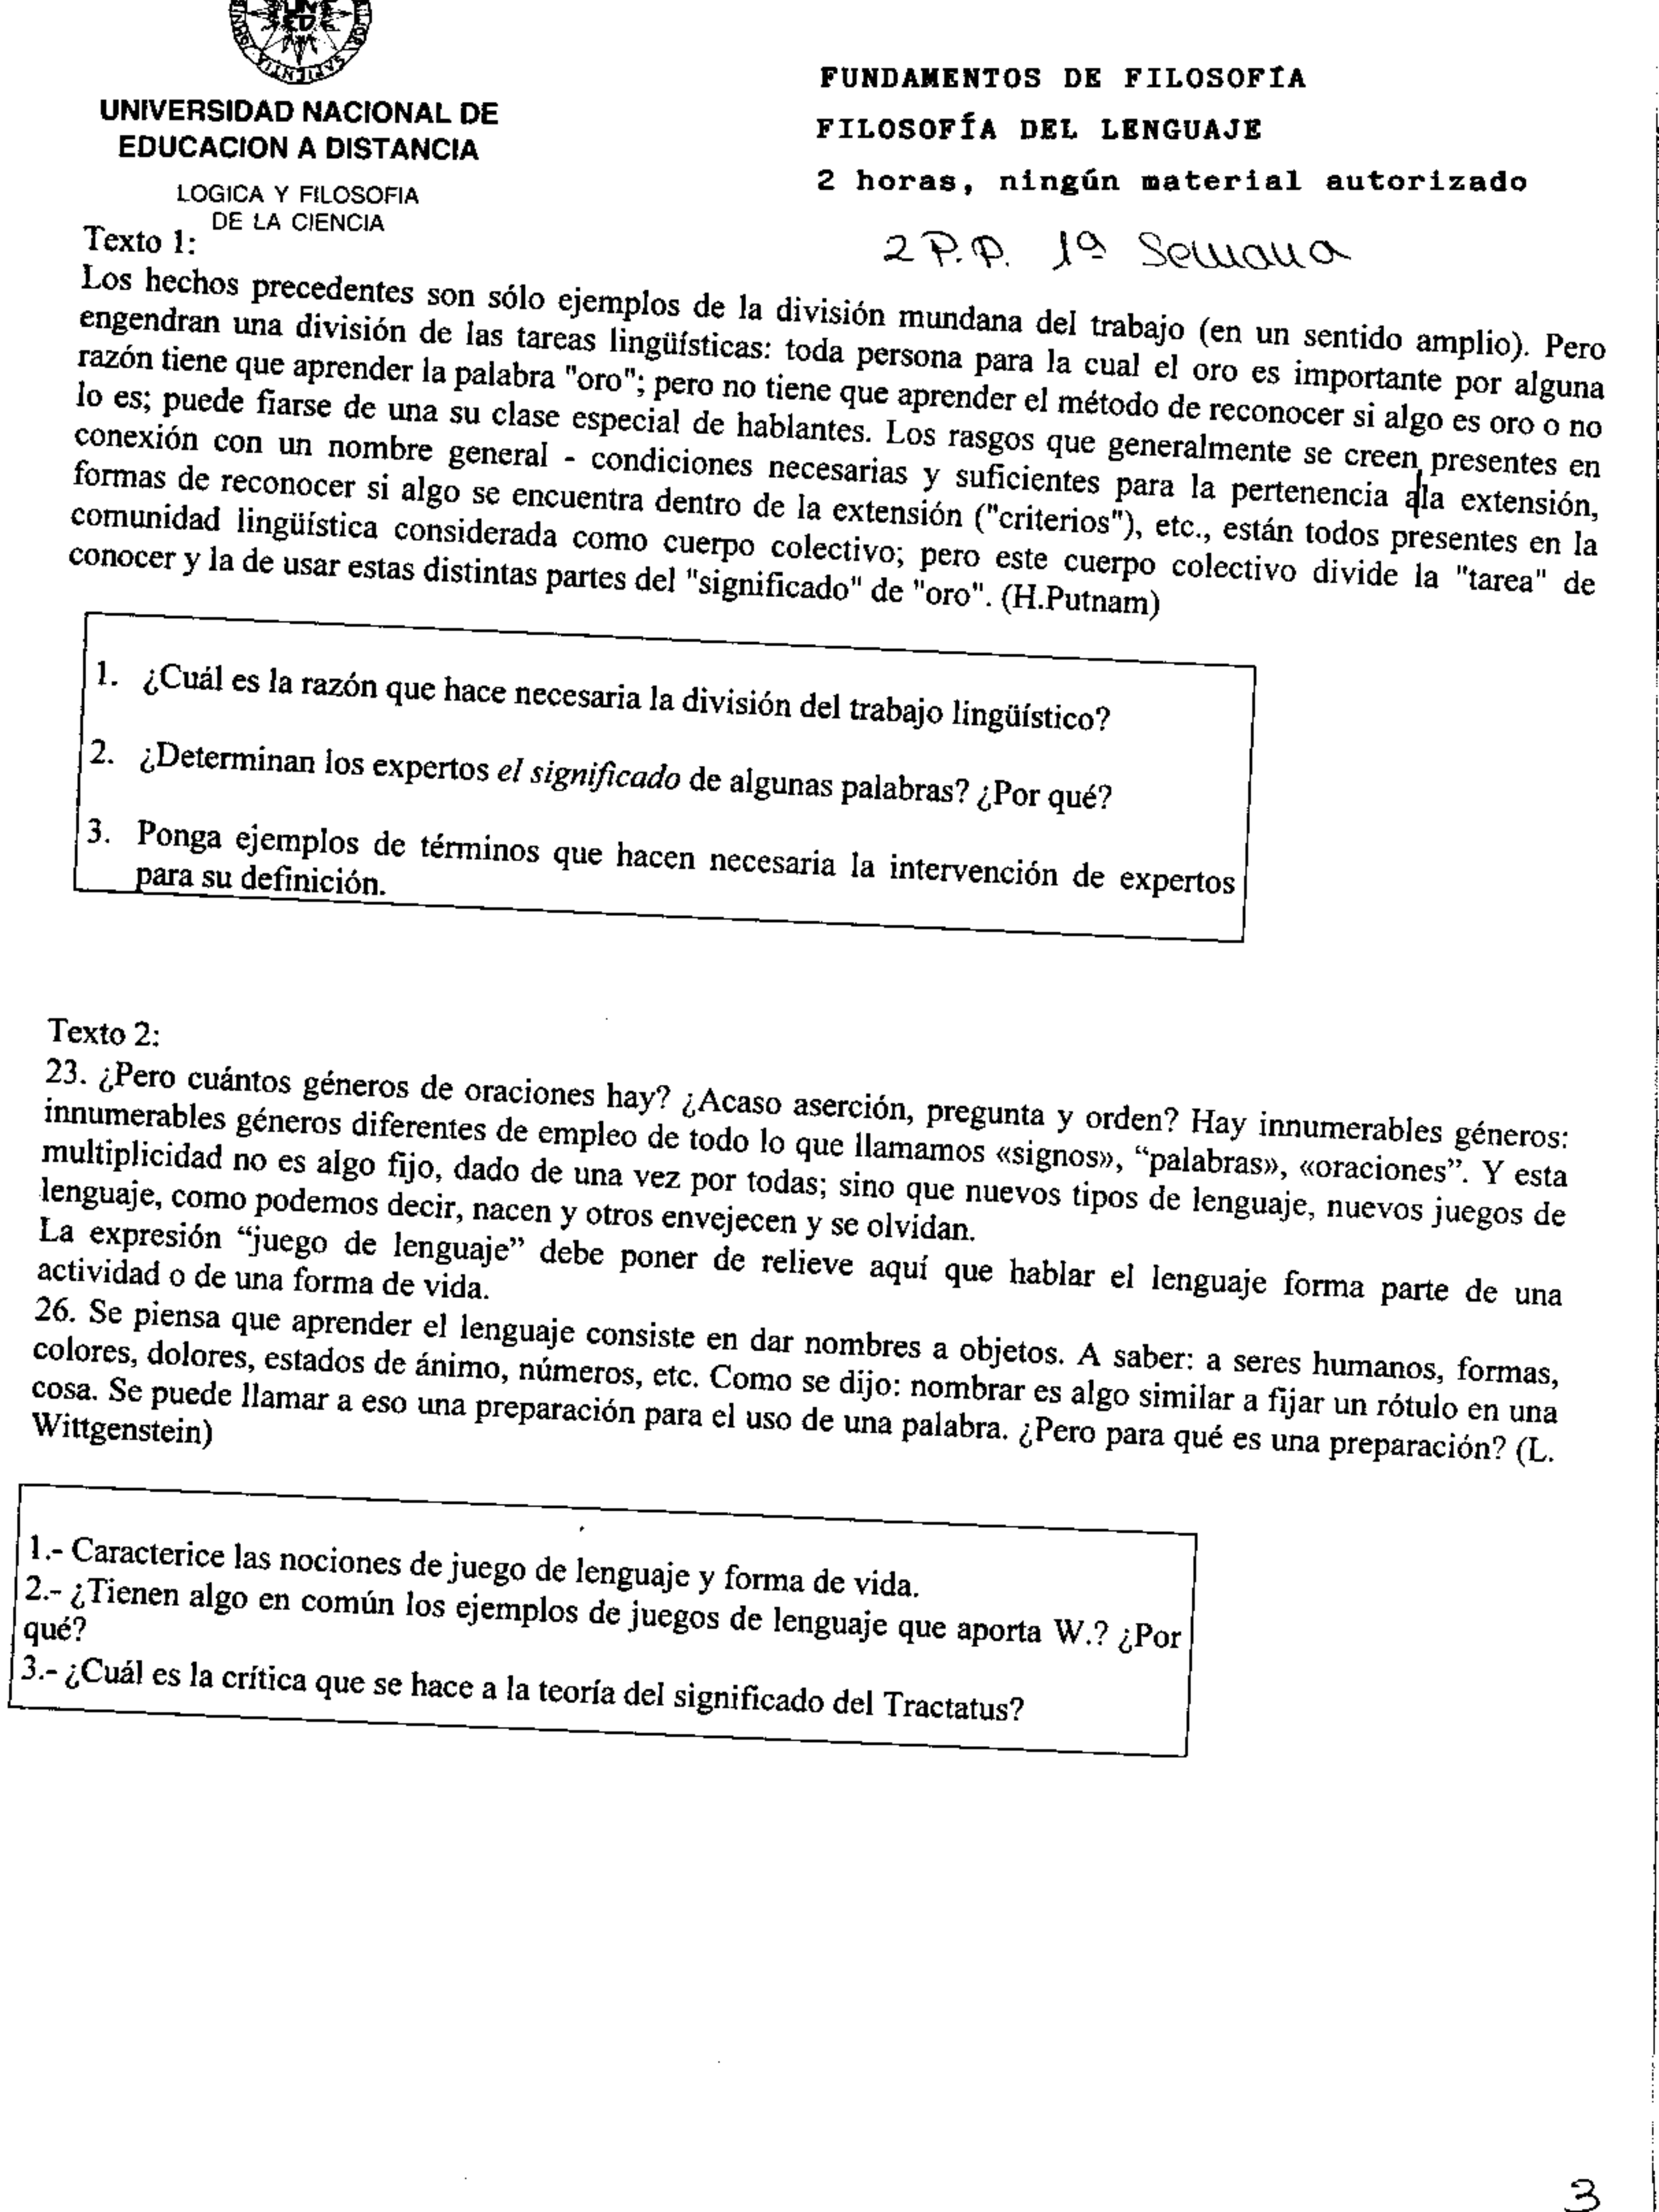 UNIVERSIDAD NACIONAL DE
EDUCACION A DISTANCIA
LOGICA Y FILOSOFIA
DE LA CIENCIA
FUNDAMENTOS DE FILOSOFÍA
FILOSOFÍA DEL LENGUAJE
2 horas, ningún material autorizado
2 P.P. 1ª Semana
Texto 1:
Los hechos precedentes son sólo ejemplos de la división mundana del trabajo (en un sentido amplio). Pero
engendran una división de las tareas lingüísticas: toda persona para la cual el oro es importante por alguna
razón tiene que aprender la palabra "oro"; pero no tiene que aprender el método de reconocer si algo es oro o no
lo es; puede fiarse de una su clase especial de hablantes. Los rasgos que generalmente se creen presentes en
conexión con un nombre general - condiciones necesarias y suficientes para la pertenencia a la extensión,
formas de reconocer si algo se encuentra dentro de la extensión ("criterios"), etc., están todos presentes en la
comunidad lingüística considerada como cuerpo colectivo; pero este cuerpo colectivo divide la "tarea" de
conocer y la de usar estas distintas partes del "significado" de "oro". (H.Putnam)
1. ¿Cuál es la razón que hace necesaria la división del trabajo lingüístico?
2. ¿Determinan los expertos el significado de algunas palabras? ¿Por qué?
3. Ponga ejemplos de términos que hacen necesaria la intervención de expertos
para su definición.
Texto 2:
23. ¿Pero cuántos géneros de oraciones hay? ¿Acaso aserción, pregunta y orden? Hay innumerables géneros:
innumerables géneros diferentes de empleo de todo lo que llamamos «signos», “palabras», «oraciones”. Y esta
multiplicidad no es algo fijo, dado de una vez por todas; sino que nuevos tipos de lenguaje, nuevos juegos de
lenguaje, como podemos decir, nacen y otros envejecen y se olvidan.
La expresión “juego de lenguaje” debe poner de relieve aquí que hablar el lenguaje forma parte de una
actividad o de una forma de vida.
26. Se piensa que aprender el lenguaje consiste en dar nombres a objetos. A saber: a seres humanos, formas,
colores, dolores, estados de ánimo, números, etc. Como se dijo: nombrar es algo similar a fijar un rótulo en una
cosa. Se puede llamar a eso una preparación para el uso de una palabra. ¿Pero para qué es una preparación? (L.
Wittgenstein)
1.- Caracterice las nociones de juego de lenguaje y forma de vida.
2.- ¿Tienen algo en común los ejemplos de juegos de lenguaje que aporta W.? ¿Por
qué?
3.- ¿Cuál es la crítica que se hace a la teoría del significado del Tractatus?
3